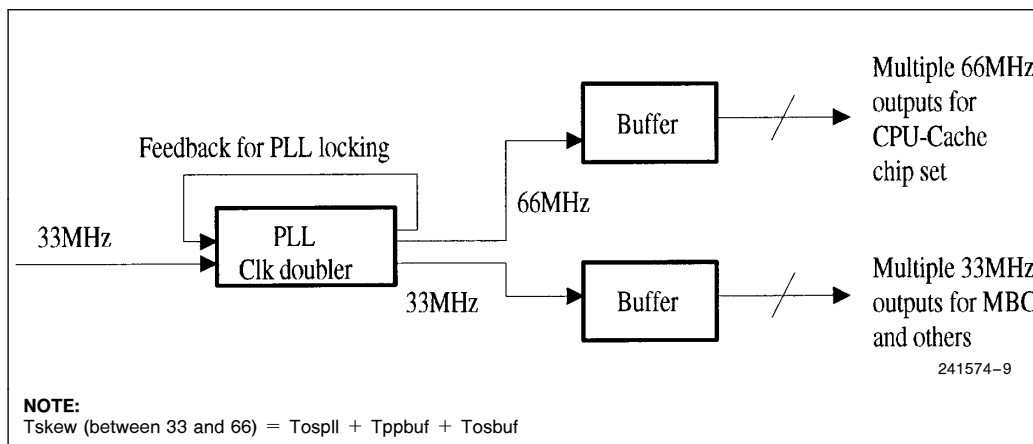 Multiple 66MHz
outputs for
CPU-Cache
chip set
Buffer
Feedback for PLL locking
66MHz
33MHz
PLL
Clk doubler
33MHz
Buffer
Multiple 33MHz
outputs for MBC
and others
241574-9
NOTE:
Tskew (between 33 and 66) = Tospll + Tppbuf + Tosbuf